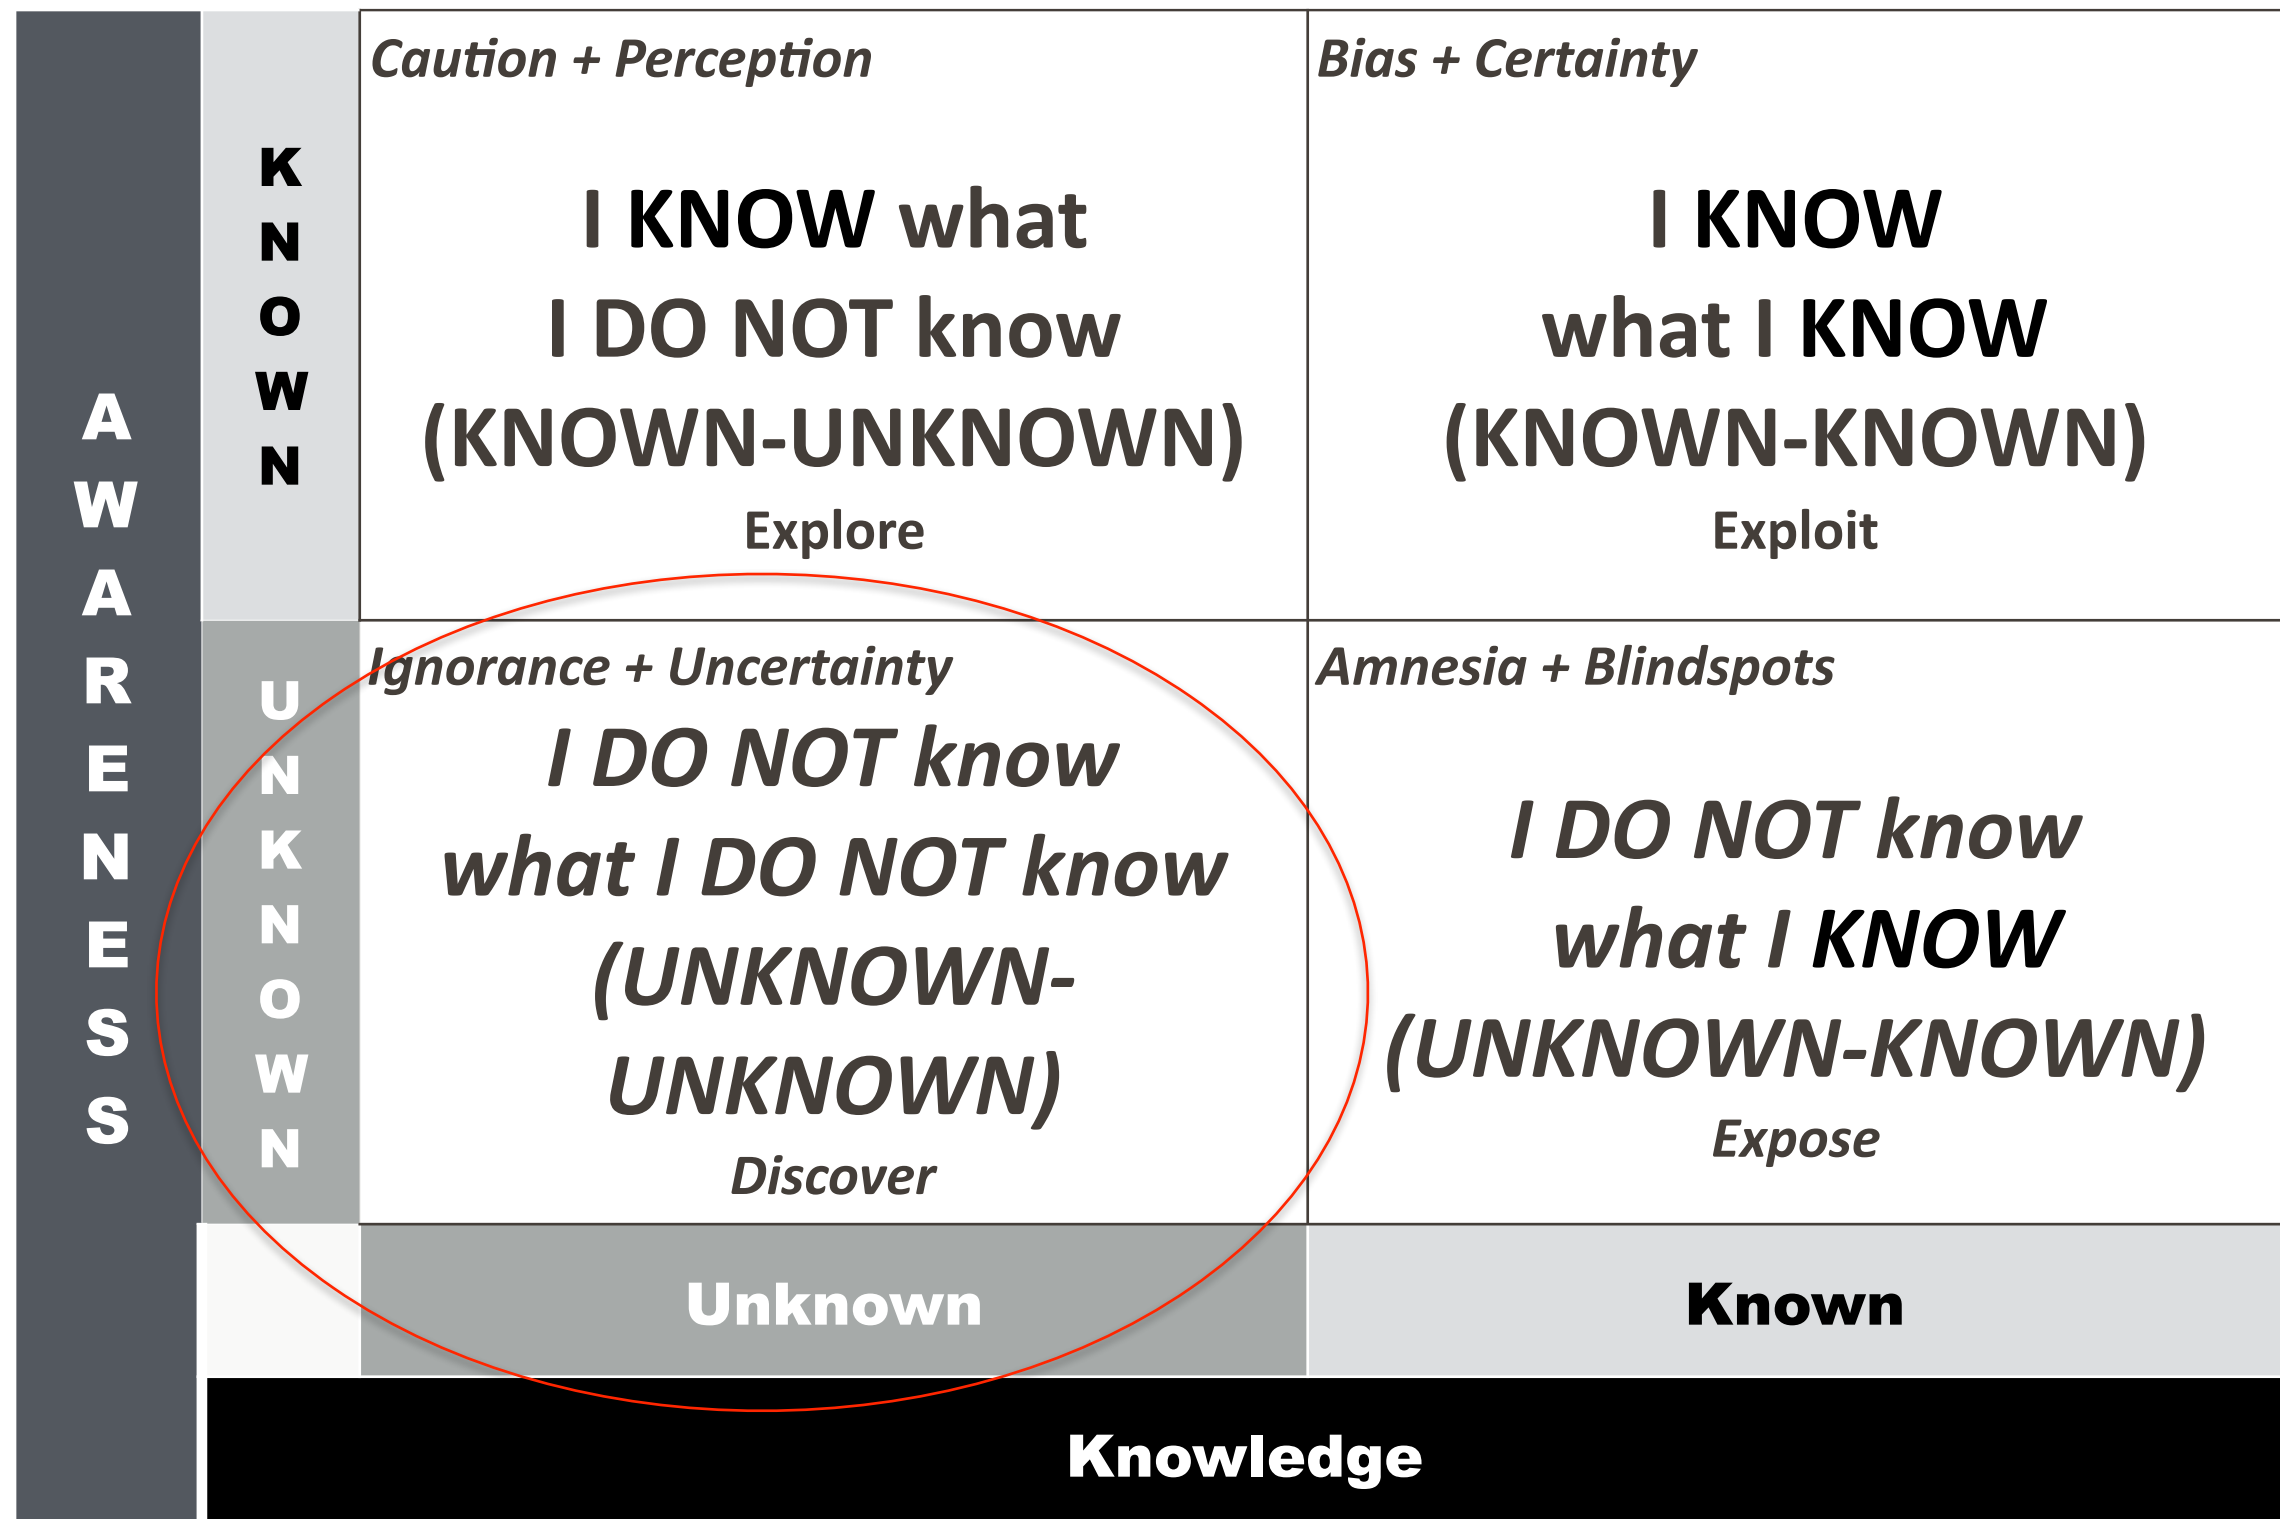 AWARENESS
KNOWN
Caution + Perception
I KNOW what
I DO NOT know
(KNOWN-UNKNOWN)
Explore
Bias + Certainty
I KNOW
what I KNOW
(KNOWN-KNOWN)
Exploit
UNKNOWN
Ignorance + Uncertainty
I DO NOT know
what I DO NOT know
(UNKNOWN-
UNKNOWN)
Discover
Amnesia + Blindspots
I DO NOT know
what I KNOW
(UNKNOWN-KNOWN)
Expose
Unknown
Known
Knowledge